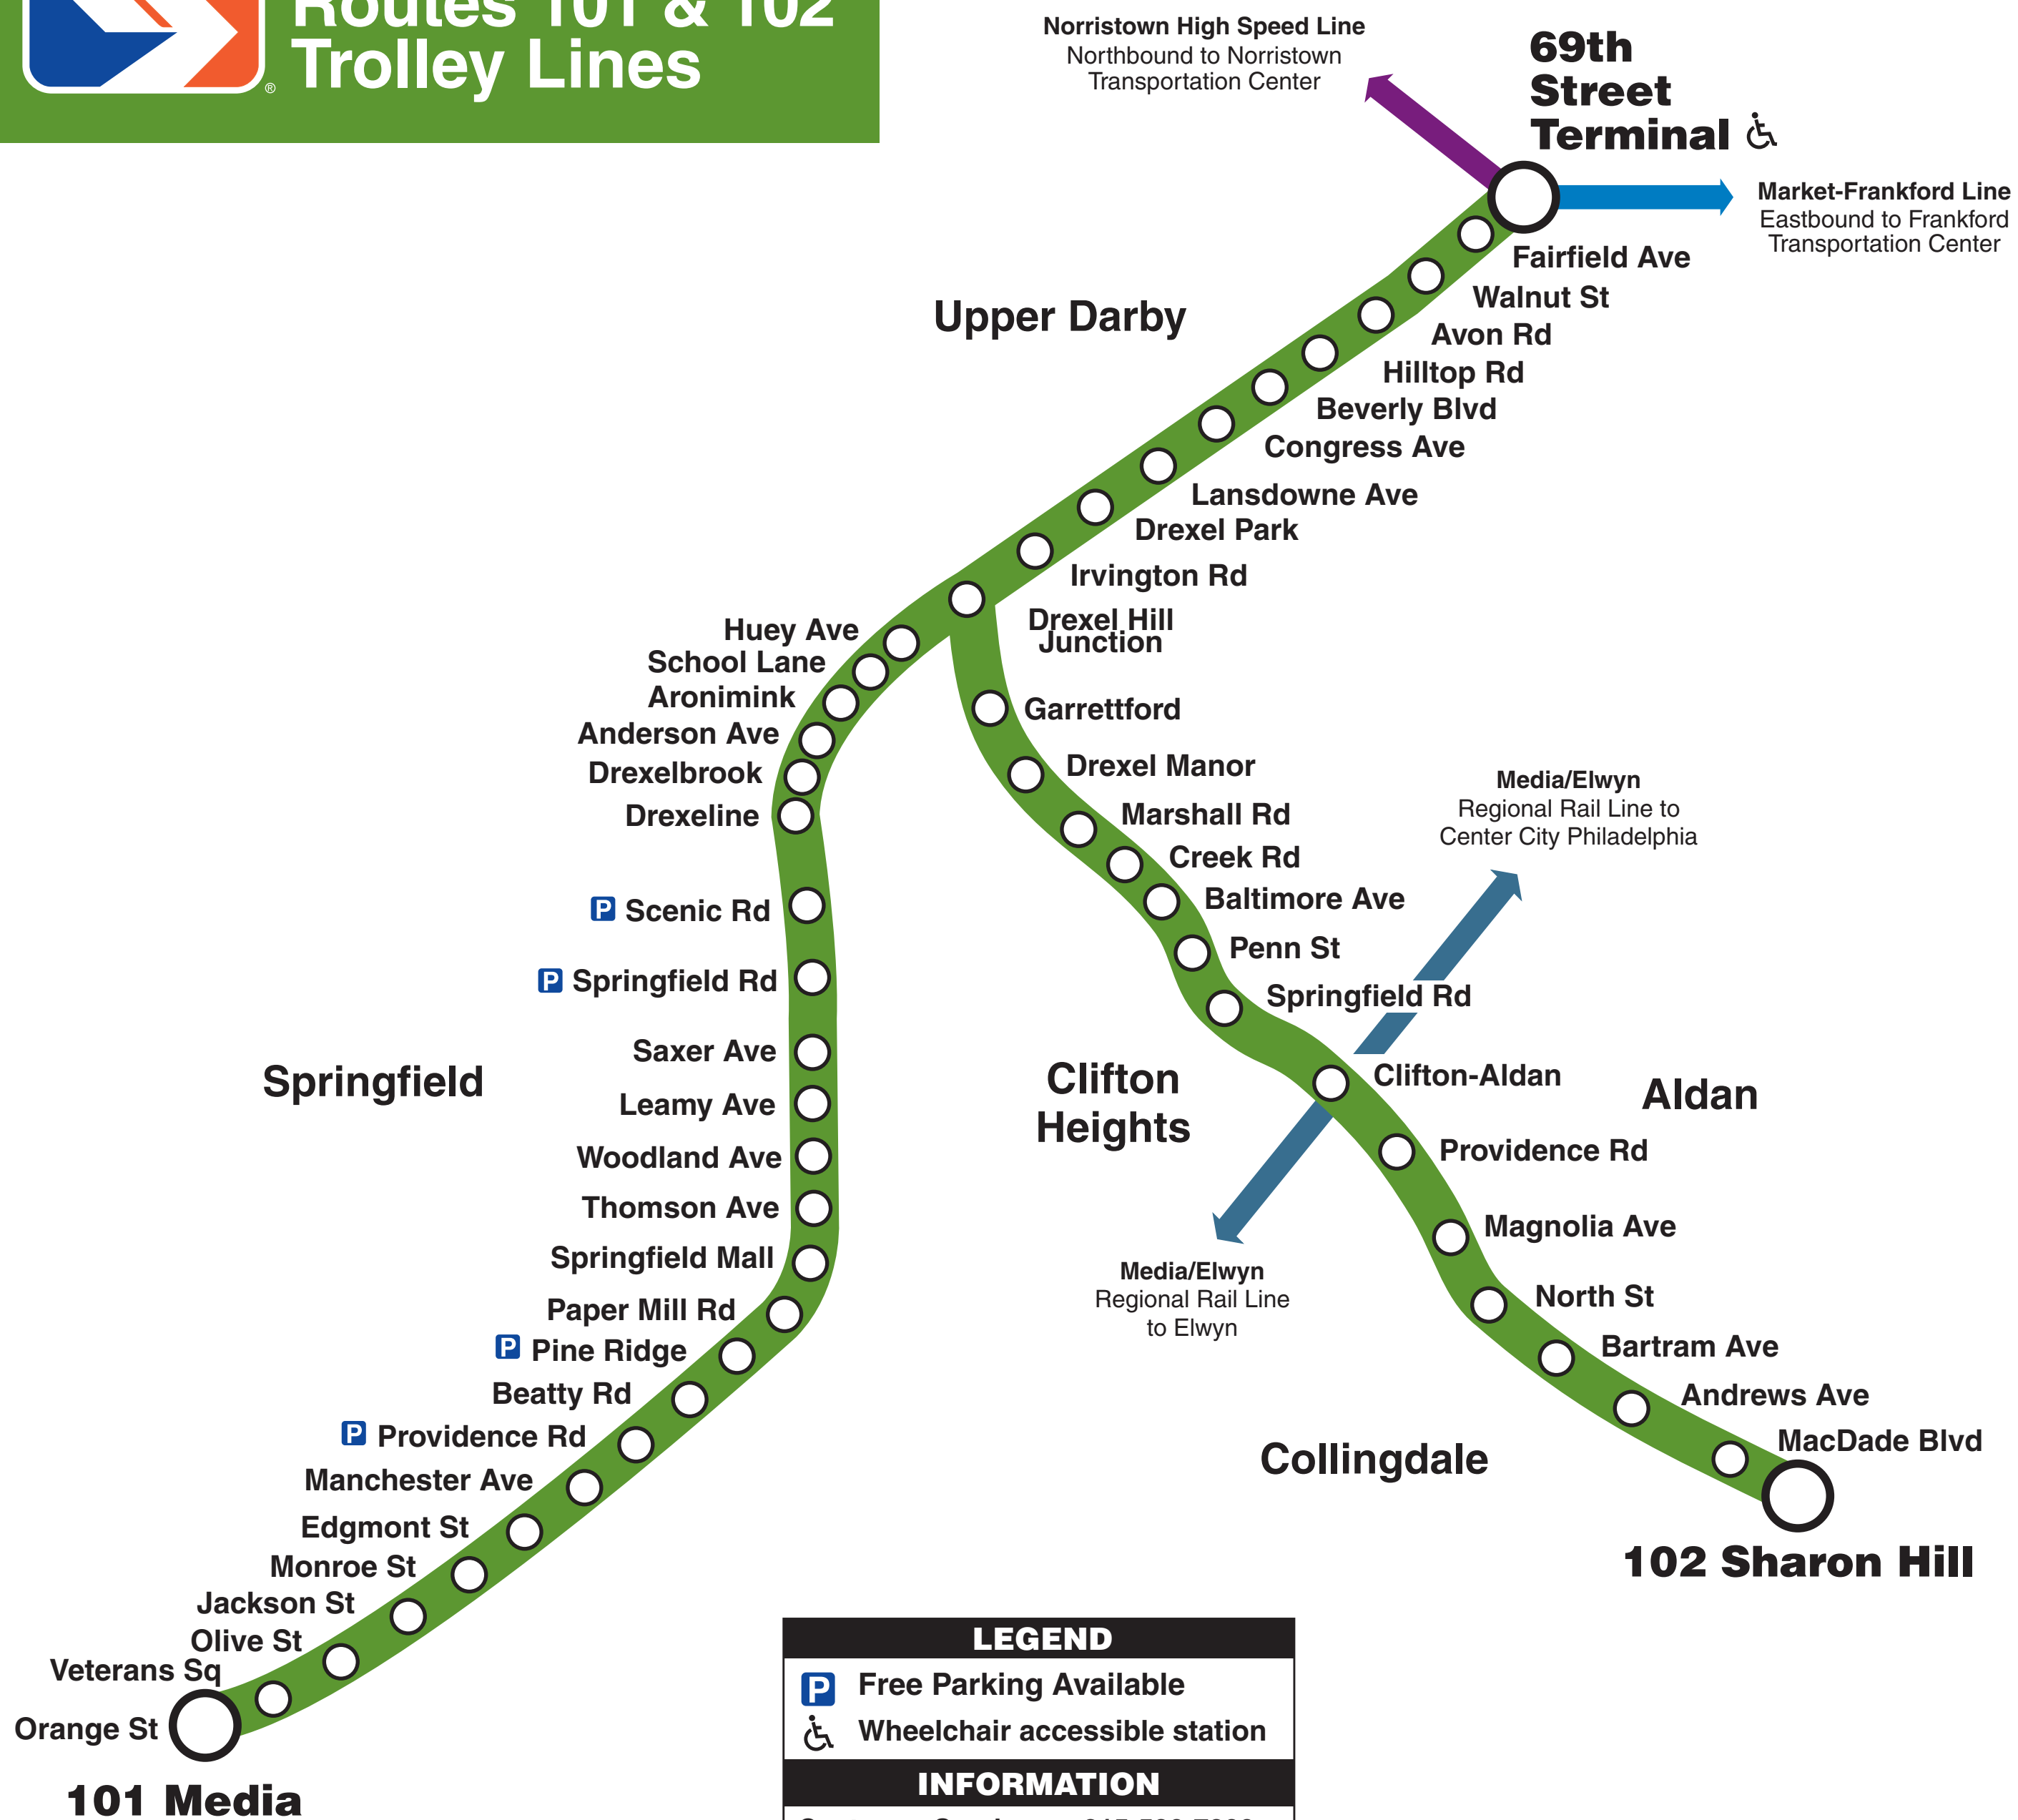 Routes 101 & 102
Trolley Lines
®
Norristown High Speed Line
Northbound to Norristown
Transportation Center
69th
Street
Terminal
Market-Frankford Line
Eastbound to Frankford
Transportation Center
Fairfield Ave
Walnut St
Avon Rd
Hilltop Rd
Beverly Blvd
Congress Ave
Lansdowne Ave
Drexel Park
Irvington Rd
Drexel Hill
Junction
Upper Darby
Huey Ave
School Lane
Aronimink
Anderson Ave
Drexelbrook
Drexeline
P Scenic Rd
P Springfield Rd
Saxer Ave
Leamy Ave
Woodland Ave
Thomson Ave
Springfield Mall
Paper Mill Rd
P Pine Ridge
Beatty Rd
P Providence Rd
Manchester Ave
Edgmont St
Monroe St
Jackson St
Olive St
Veterans Sq
Orange St
101 Media
Springfield
Garrettford
Drexel Manor
Marshall Rd
Creek Rd
Baltimore Ave
Penn St
Springfield Rd
Clifton-Aldan
Providence Rd
Magnolia Ave
North St
Bartram Ave
Andrews Ave
MacDade Blvd
102 Sharon Hill
Media/Elwyn
Regional Rail Line to
Center City Philadelphia
Clifton
Heights
Aldan
Media/Elwyn
Regional Rail Line
to Elwyn
Collingdale
LEGEND
P Free Parking Available
Wheelchair accessible station
INFORMATION